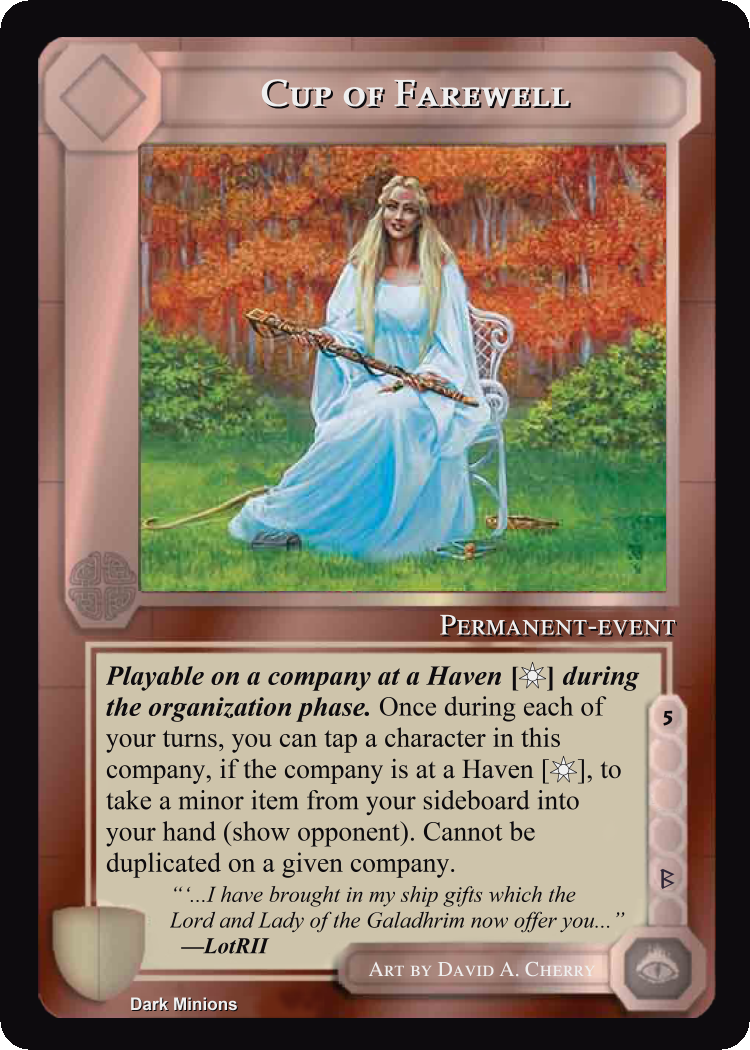 Cup of Farewell
Permanent-event
Playable on a company at a Haven [] during
the organization phase. Once during each of
your turns, you can tap a character in this
company, if the company is at a Haven [], to
take a minor item from your sideboard into
your hand (show opponent). Cannot be
duplicated on a given company.
5
“‘...I have brought in my ship gifts which the
Lord and Lady of the Galadhrim now offer you...”
—LotRII
Art by David A. Cherry
Dark Minions